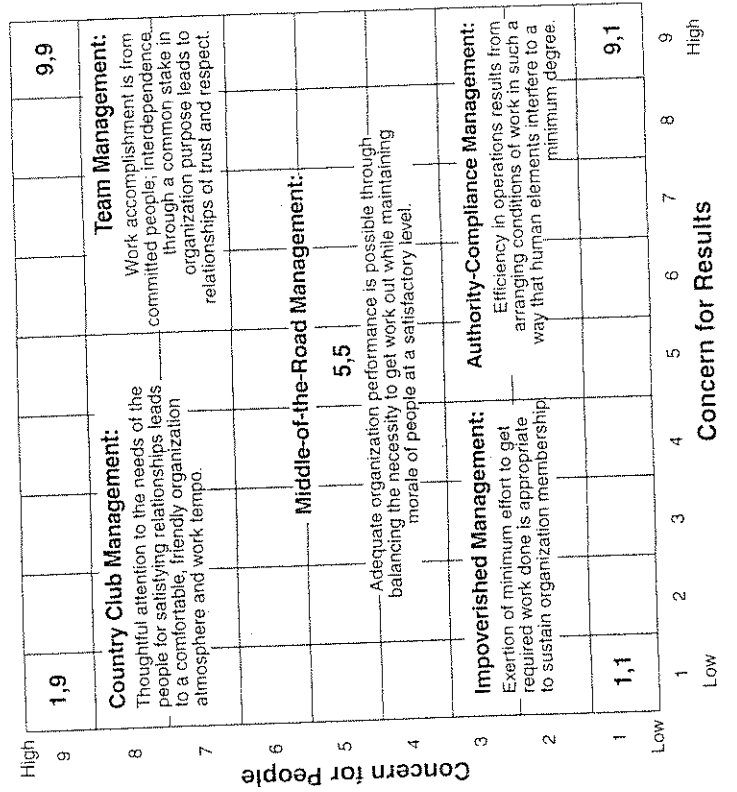 High
9
8
7
6
5
4
3
2
1
Low
Concern for People
1,9
Country Club Management:
Thoughtful attention to the needs of the
people for satisfying relationships leads
to a comfortable, friendly organization
atmosphere and work tempo.
9,9
Team Management:
Work accomplishment is from
committed people; interdependence
through a common stake in
organization purpose leads to
relationships of trust and respect.
Middle-of-the-Road Management:
5,5
Adequate organization performance is possible through
balancing the necessity to get work out while maintaining
morale of people at a satisfactory level.
Impoverished Management:
Exertion of minimum effort to get
required work done is appropriate
to sustain organization membership
1,1
Authority-Compliance Management:
Efficiency in operations results from
arranging conditions of work in such a
way that human elements interfere to a
minimum degree.
9,1
1 2 3 4 5 6 7 8 9
Low High
Concern for Results